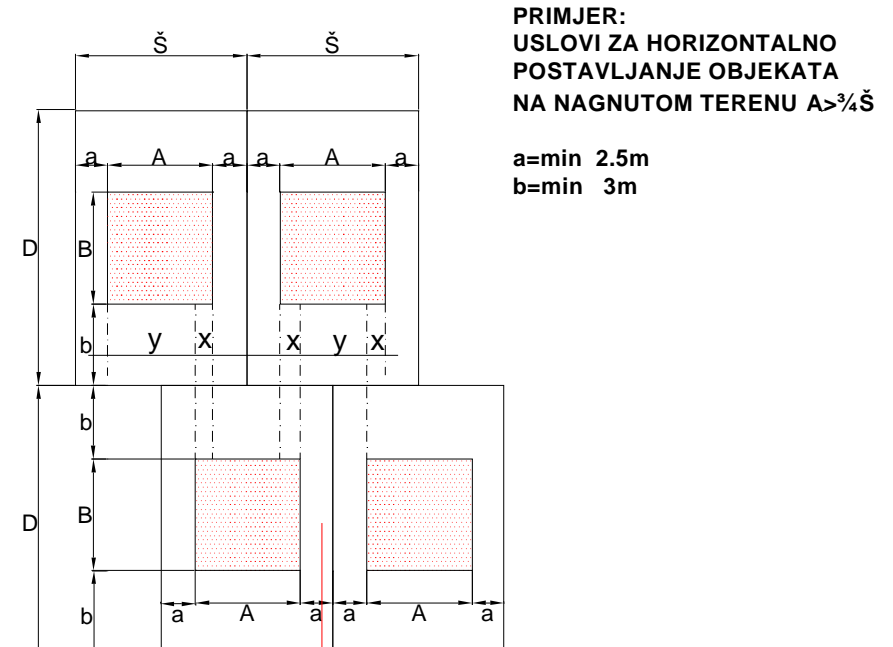 PRIMJER:
USLOVI ZA HORIZONTALNO
POSTAVLJANJE OBJEKATA
NA NAGNUTOM TERENU A>¾Š
a=min 2.5m
b=min 3m
Š Š
a A a a A a
D B
b y x x y x
b
D B
b a A a a A a